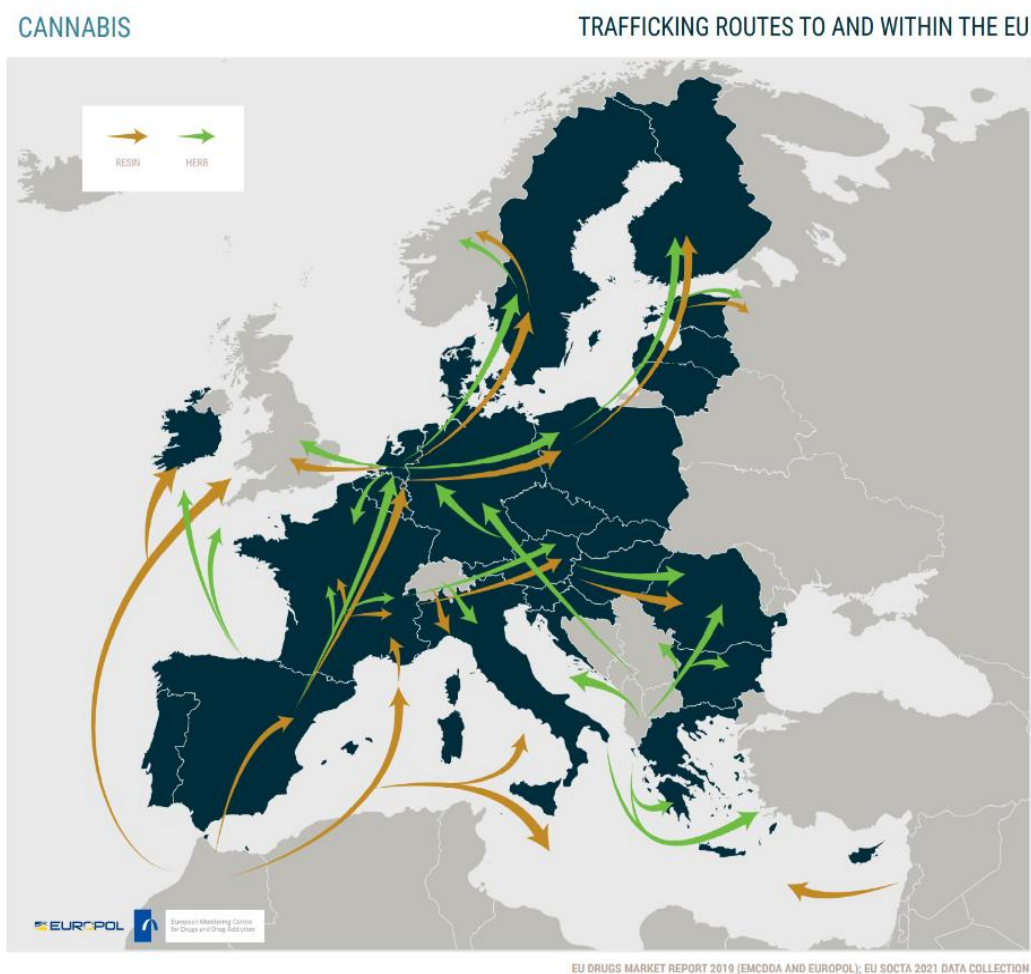 CANNABIS
TRAFFICKING ROUTES TO AND WITHIN THE EU
RESIN
HERB
EUROPOL
European Monitoring Centre
for Drugs and Drug Addiction
EU DRUGS MARKET REPORT 2019 (EMCDDA AND EUROPOL); EU SOCTA 2021 DATA COLLECTION